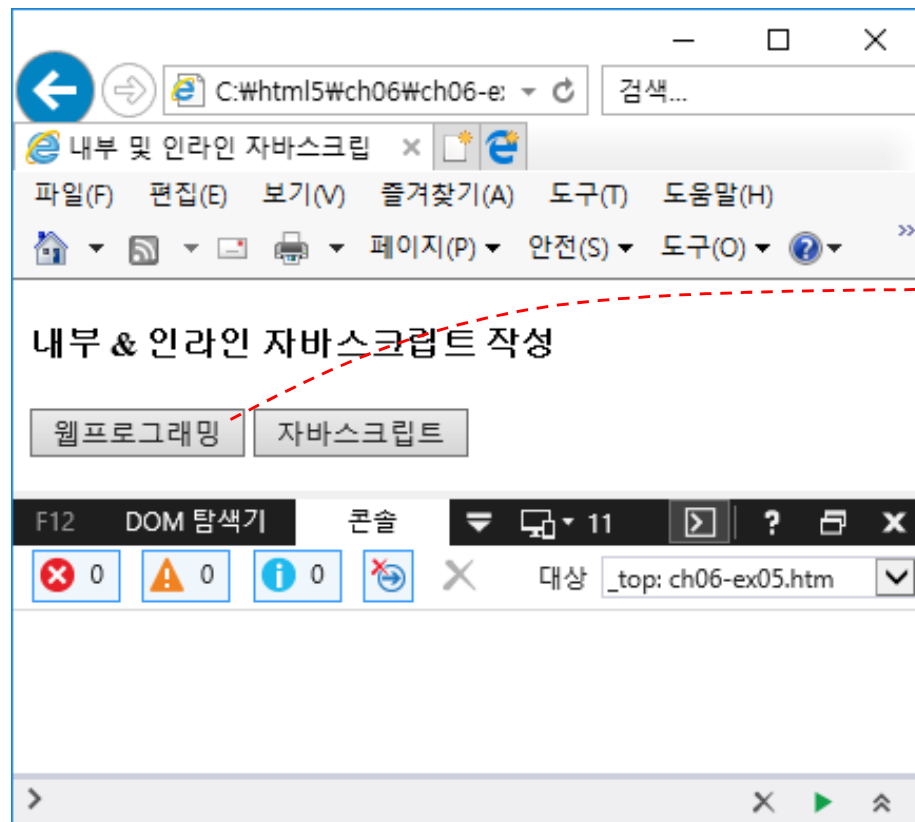 C:₩html5₩ch06₩ch06-e: 검색...
내부 및 인라인 자바스크립
파일(F) 편집(E) 보기(V) 즐겨찾기(A) 도구(T) 도움말(H)
페이지(P) 안전(S) 도구(O) ? »
내부 & 인라인 자바스크립트 작성
웹프로그래밍 자바스크립트
F12 DOM 탐색기 콘솔 11 ?
0 0 0 대상 _top: ch06-ex05.htm